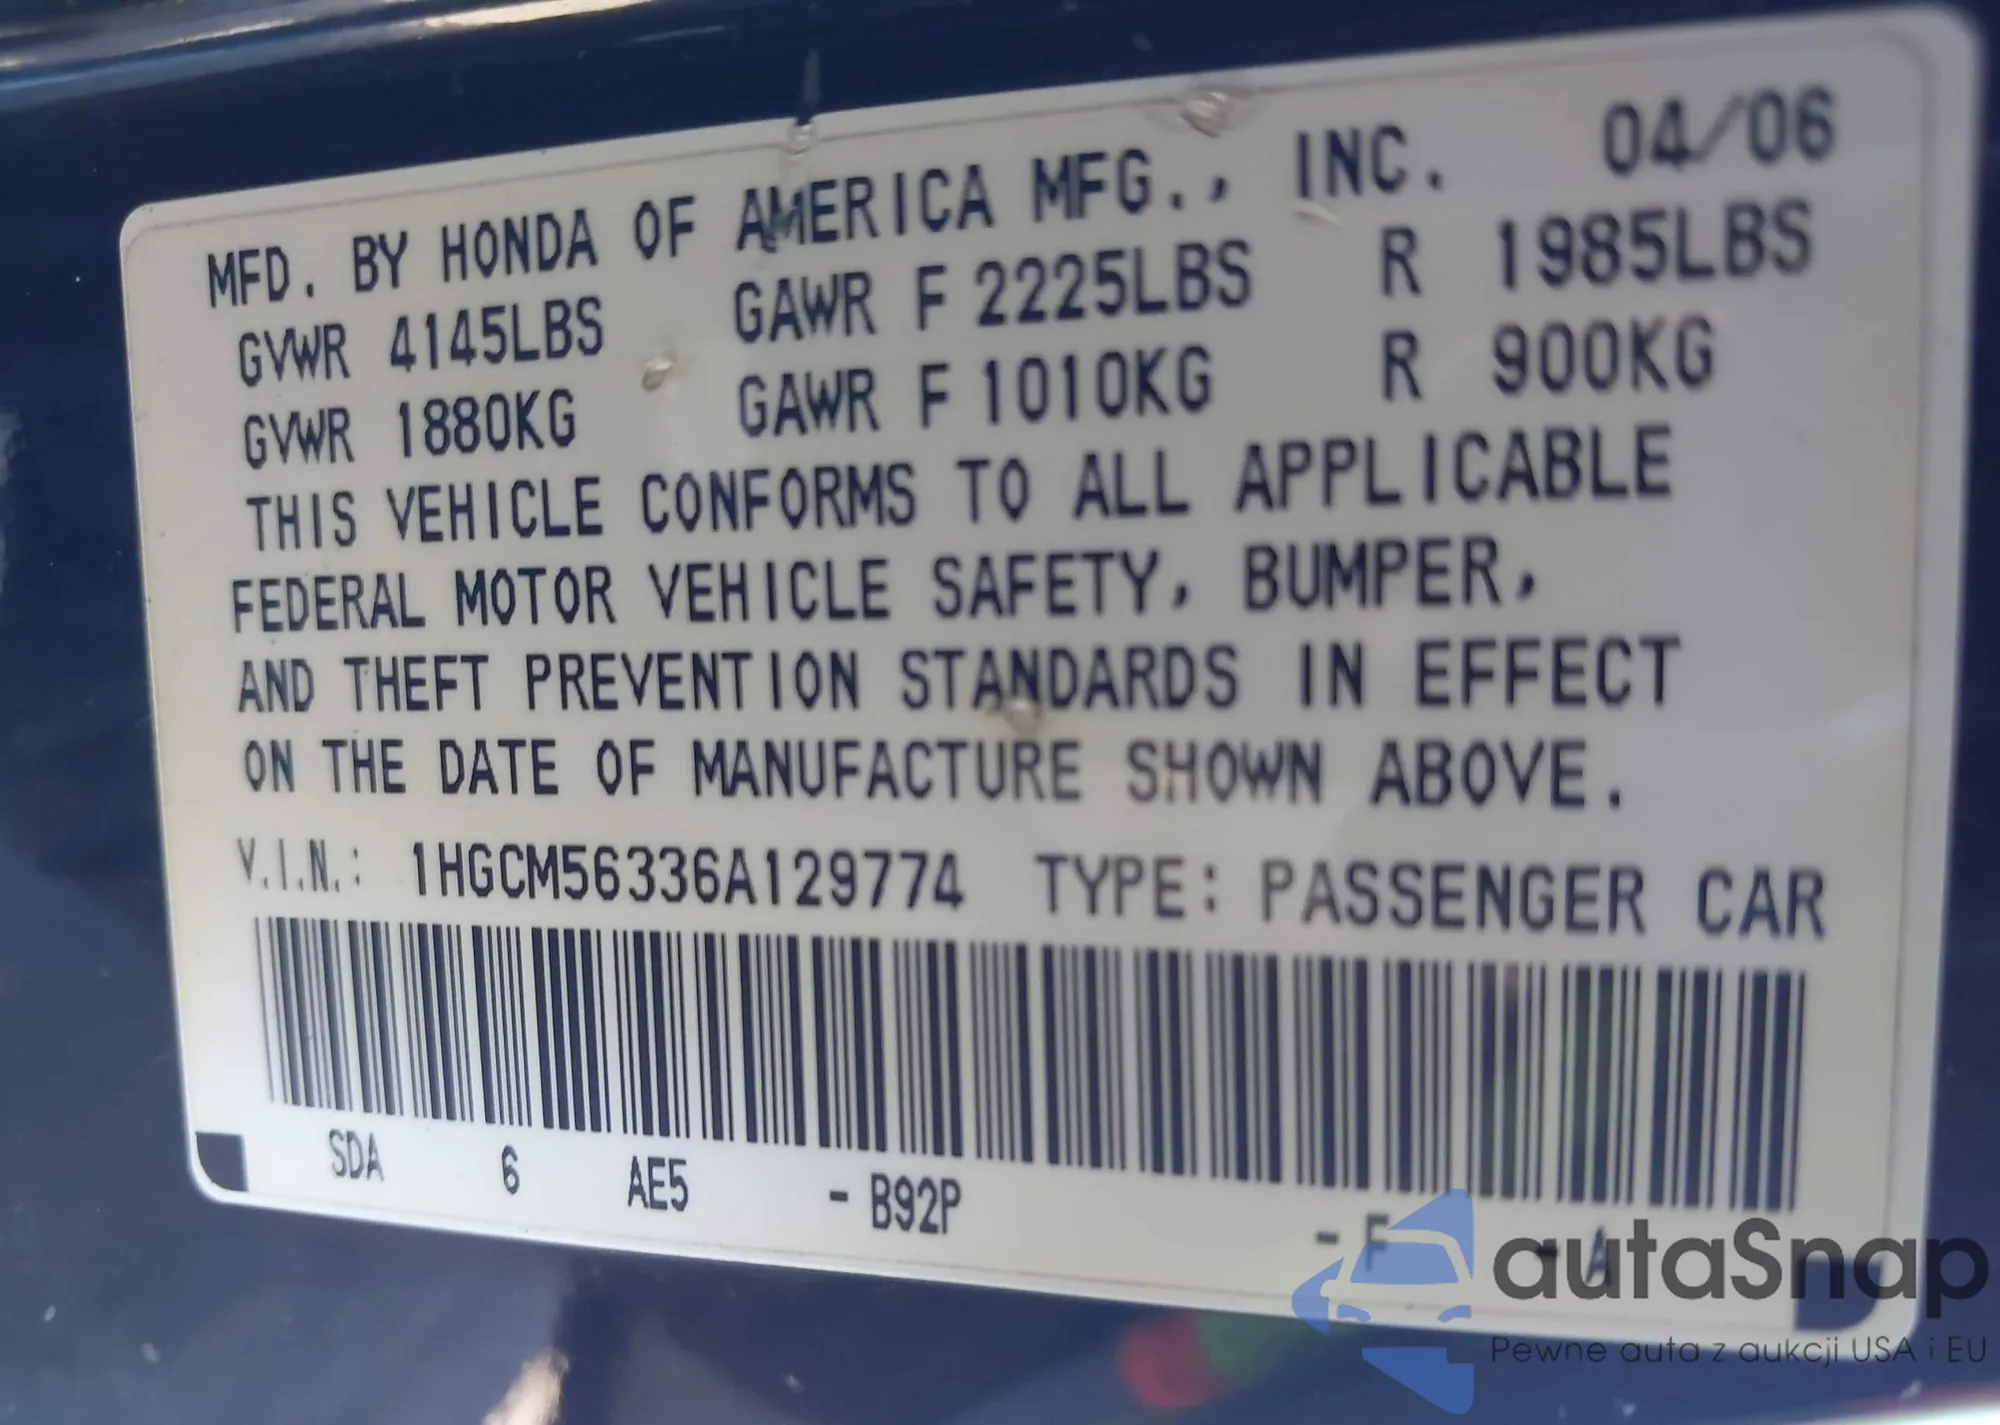 MFD. BY HONDA OF AMERICA MFG., INC. 04/06
GVWR 4145LBS GAWR F 2225LBS R 1985LBS
GVWR 1880KG GAWR F 1010KG R 900KG
THIS VEHICLE CONFORMS TO ALL APPLICABLE
FEDERAL MOTOR VEHICLE SAFETY, BUMPER,
AND THEFT PREVENTION STANDARDS IN EFFECT
ON THE DATE OF MANUFACTURE SHOWN ABOVE.
V.I.N.: 1HGCM56336A129774 TYPE: PASSENGER CAR
SDA 6 AE5 - B92P - F - A
autaSnap
Pewne auta z aukcji USA i EU